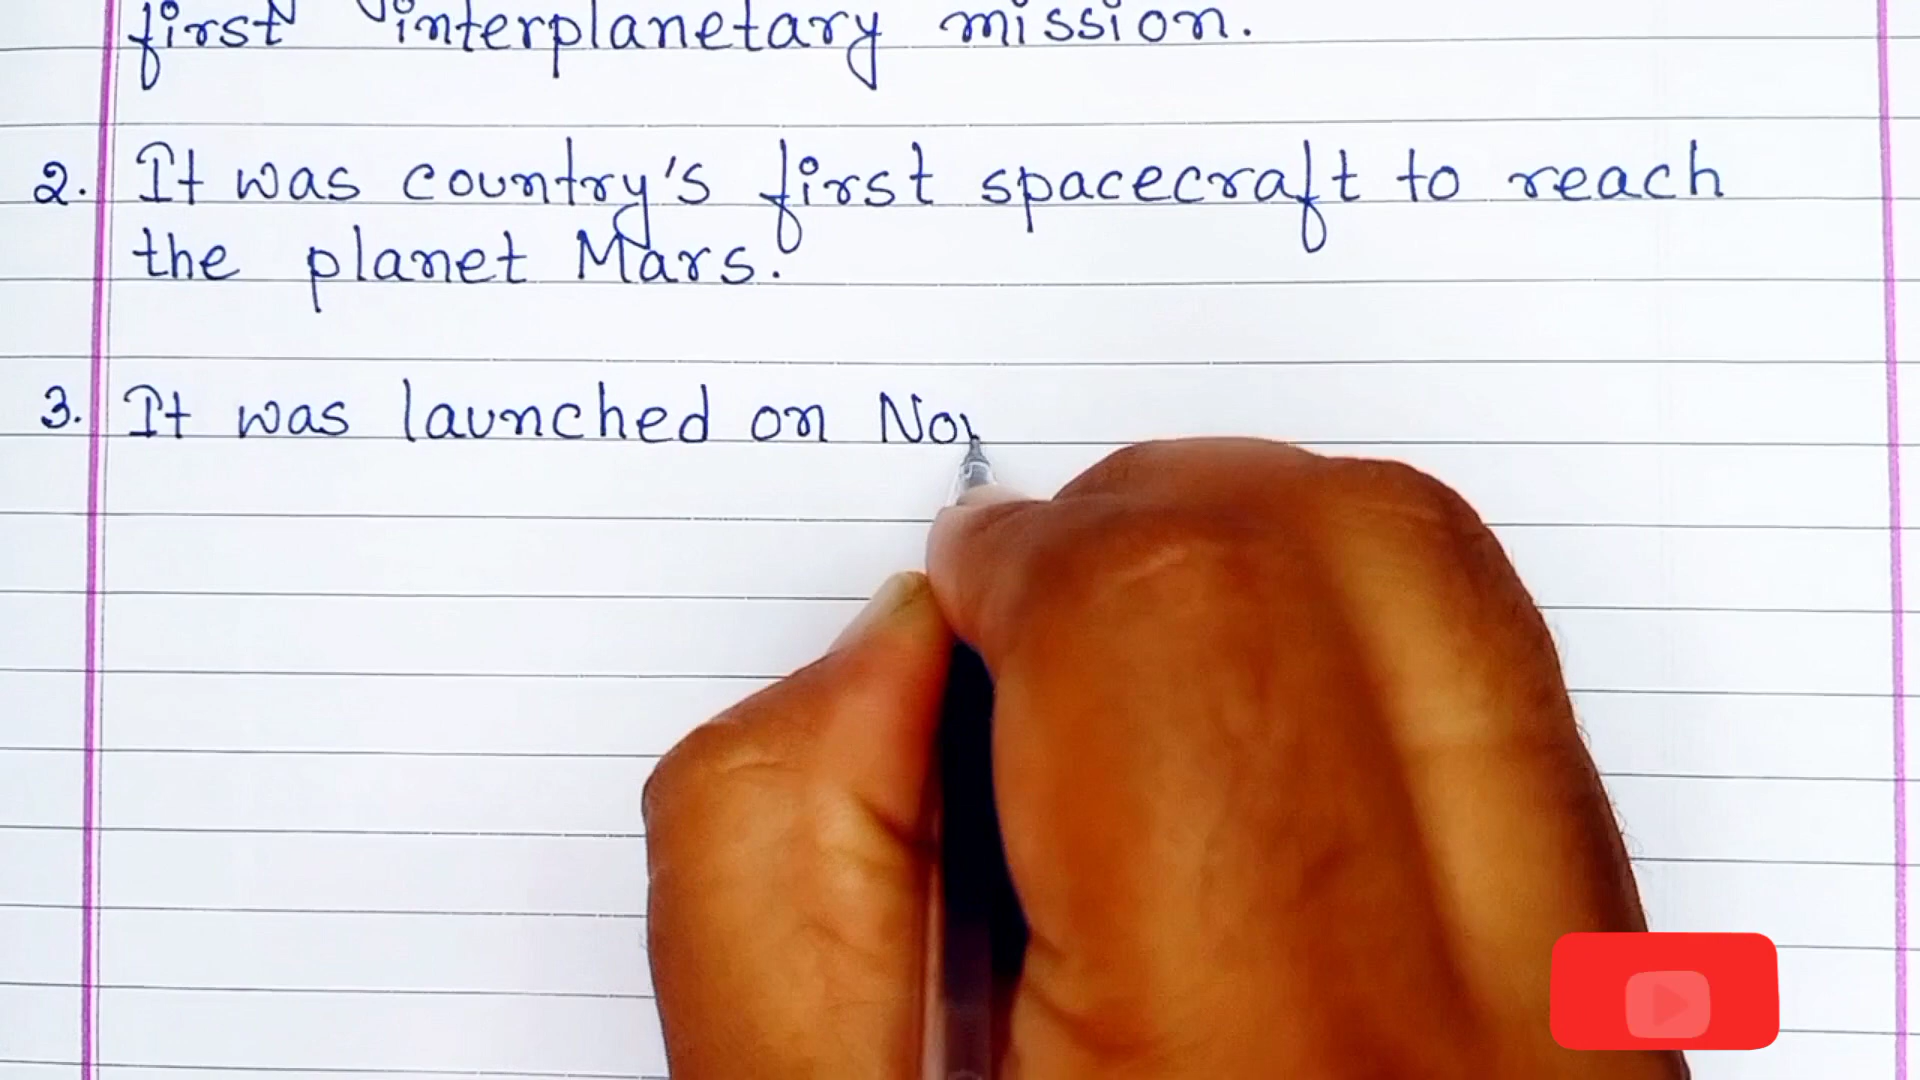 first interplanetary mission.
2. It was country's first spacecraft to reach
the planet Mars.
3. It was launched on Nov